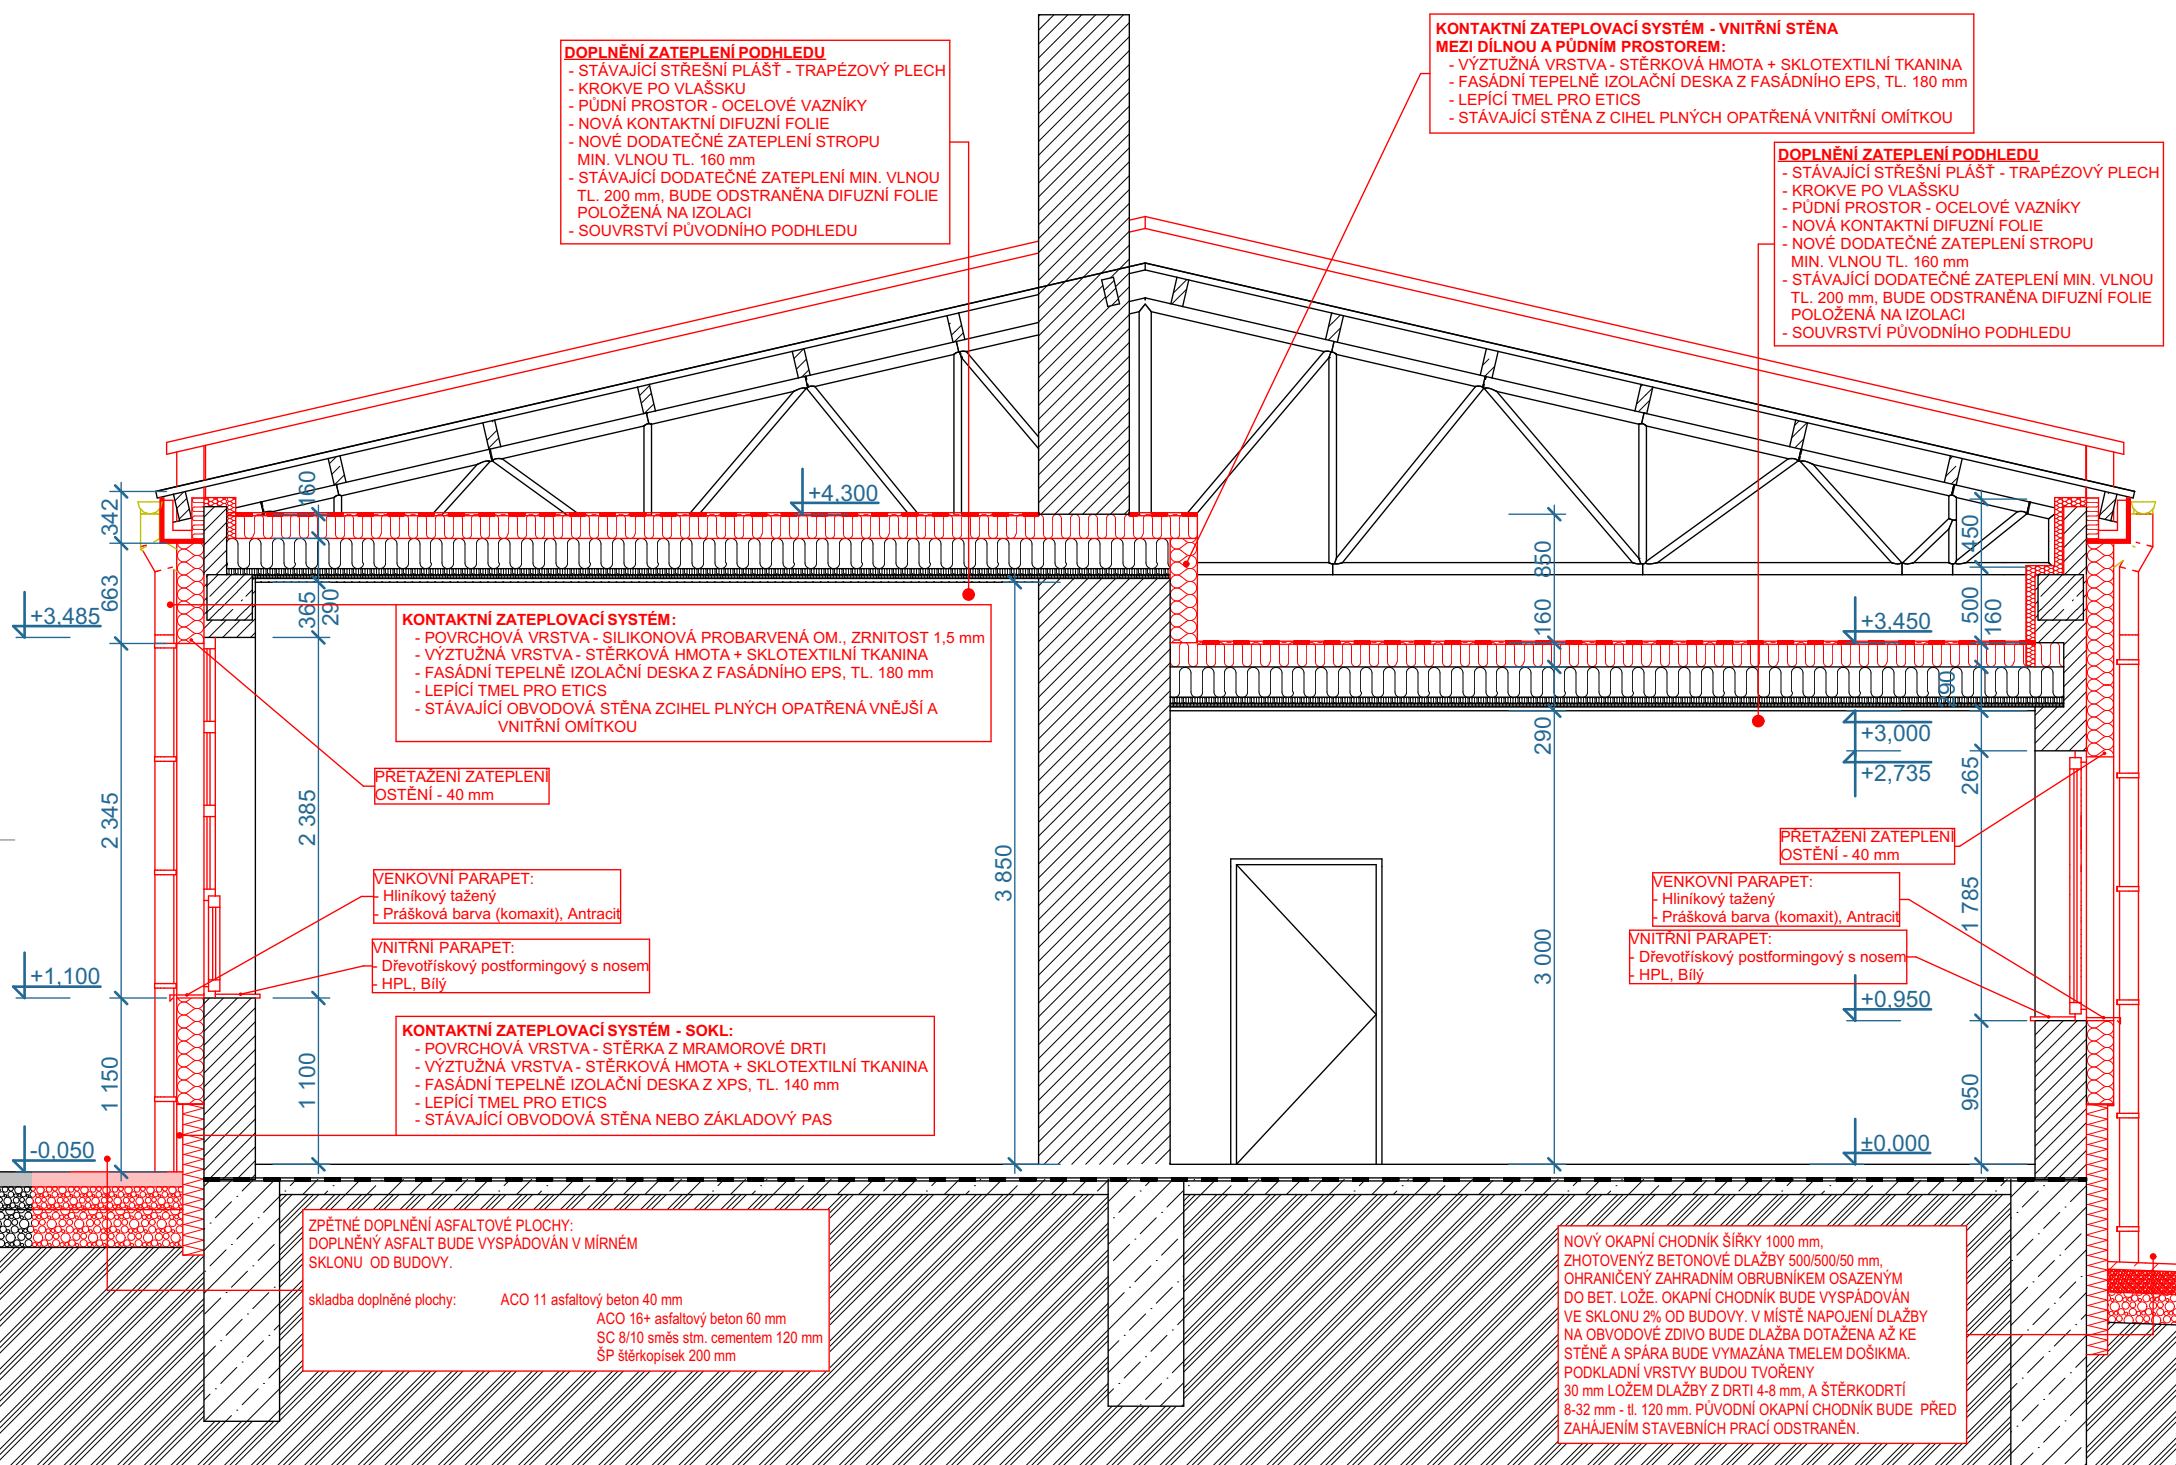 KONTAKTNÍ ZATEPLOVACÍ SYSTÉM - VNITŘNÍ STĚNA
MEZI DÍLNOU A PŮDNÍM PROSTOREM:
- VÝZTUŽNÁ VRSTVA - STĚRKOVÁ HMOTA + SKLOTEXTILNÍ TKANINA
- FASÁDNÍ TEPELNĚ IZOLAČNÍ DESKA Z FASÁDNÍHO EPS, TL. 180 mm
- LEPÍCÍ TMEL PRO ETICS
- STÁVAJÍCÍ STĚNA Z CIHEL PLNÝCH OPATŘENÁ VNITŘNÍ OMÍTKOU
DOPLNĚNÍ ZATEPLENÍ PODHLEDU
- STÁVAJÍCÍ STŘEŠNÍ PLÁŠŤ - TRAPÉZOVÝ PLECH
- KROKVE PO VLAŠSKU
- PŮDNÍ PROSTOR - OCELOVÉ VAZNÍKY
- NOVÁ KONTAKTNÍ DIFUZNÍ FOLIE
- NOVÉ DODATEČNÉ ZATEPLENÍ STROPU
MIN. VLNOU TL. 160 mm
- STÁVAJÍCÍ DODATEČNÉ ZATEPLENÍ MIN. VLNOU
TL. 200 mm, BUDE ODSTRANĚNA DIFUZNÍ FOLIE
POLOŽENÁ NA IZOLACI
- SOUVRSTVÍ PŮVODNÍHO PODHLEDU
DOPLNĚNÍ ZATEPLENÍ PODHLEDU
- STÁVAJÍCÍ STŘEŠNÍ PLÁŠŤ - TRAPÉZOVÝ PLECH
- KROKVE PO VLAŠSKU
- PŮDNÍ PROSTOR - OCELOVÉ VAZNÍKY
- NOVÁ KONTAKTNÍ DIFUZNÍ FOLIE
- NOVÉ DODATEČNÉ ZATEPLENÍ STROPU
MIN. VLNOU TL. 160 mm
- STÁVAJÍCÍ DODATEČNÉ ZATEPLENÍ MIN. VLNOU
TL. 200 mm, BUDE ODSTRANĚNA DIFUZNÍ FOLIE
POLOŽENÁ NA IZOLACI
- SOUVRSTVÍ PŮVODNÍHO PODHLEDU
342
663
2 345
1 150
+3,485
+1,100
-0,050
160
365
290
2 385
1 100
+4,300
3 850
KONTAKTNÍ ZATEPLOVACÍ SYSTÉM:
- POVRCHOVÁ VRSTVA - SILIKONOVÁ PROBARVENÁ OM., ZRNITOST 1,5 mm
- VÝZTUŽNÁ VRSTVA - STĚRKOVÁ HMOTA + SKLOTEXTILNÍ TKANINA
- FASÁDNÍ TEPELNĚ IZOLAČNÍ DESKA Z FASÁDNÍHO EPS, TL. 180 mm
- LEPÍCÍ TMEL PRO ETICS
- STÁVAJÍCÍ OBVODOVÁ STĚNA ZCIHEL PLNÝCH OPATŘENÁ VNĚJŠÍ A
VNITŘNÍ OMÍTKOU
PŘETAŽENÍ ZATEPLENÍ
OSTĚNÍ - 40 mm
VENKOVNÍ PARAPET:
- Hliníkový tažený
- Prášková barva (komaxit), Antracit
VNITŘNÍ PARAPET:
- Dřevotřískový postformingový s nosem
- HPL, Bílý
KONTAKTNÍ ZATEPLOVACÍ SYSTÉM - SOKL:
- POVRCHOVÁ VRSTVA - STĚRKA Z MRAMOROVÉ DRTI
- VÝZTUŽNÁ VRSTVA - STĚRKOVÁ HMOTA + SKLOTEXTILNÍ TKANINA
- FASÁDNÍ TEPELNĚ IZOLAČNÍ DESKA Z XPS, TL. 140 mm
- LEPÍCÍ TMEL PRO ETICS
- STÁVAJÍCÍ OBVODOVÁ STĚNA NEBO ZÁKLADOVÝ PAS
850
160
290
3 000
450
500
160
290
265
1 785
950
+3,450
+3,000
+2,735
+0,950
±0,000
PŘETAŽENÍ ZATEPLENÍ
OSTĚNÍ - 40 mm
VENKOVNÍ PARAPET:
- Hliníkový tažený
- Prášková barva (komaxit), Antracit
VNITŘNÍ PARAPET:
- Dřevotřískový postformingový s nosem
- HPL, Bílý
ZPĚTNÉ DOPLNĚNÍ ASFALTOVÉ PLOCHY:
DOPLNĚNÝ ASFALT BUDE VYSPÁDOVÁN V MÍRNÉM
SKLONU OD BUDOVY.
skladba doplněné plochy: ACO 11 asfaltový beton 40 mm
ACO 16+ asfaltový beton 60 mm
SC 8/10 směs stm. cementem 120 mm
ŠP štěrkopísek 200 mm
NOVÝ OKAPNÍ CHODNÍK ŠÍŘKY 1000 mm,
ZHOTOVENÝZ BETONOVÉ DLAŽBY 500/500/50 mm,
OHRANIČENÝ ZAHRADNÍM OBRUBNÍKEM OSAZENÝM
DO BET. LOŽE. OKAPNÍ CHODNÍK BUDE VYSPÁDOVÁN
VE SKLONU 2% OD BUDOVY. V MÍSTĚ NAPOJENÍ DLAŽBY
NA OBVODOVÉ ZDIVO BUDE DLAŽBA DOTAŽENA AŽ KE
STĚNĚ A SPÁRA BUDE VYMAZÁNA TMELEM DOŠIKMA.
PODKLADNÍ VRSTVY BUDOU TVOŘENY
30 mm LOŽEM DLAŽBY Z DRTI 4-8 mm, A ŠTĚRKODRTÍ
8-32 mm - tl. 120 mm. PŮVODNÍ OKAPNÍ CHODNÍK BUDE PŘED
ZAHÁJENÍM STAVEBNÍCH PRACÍ ODSTRANĚN.